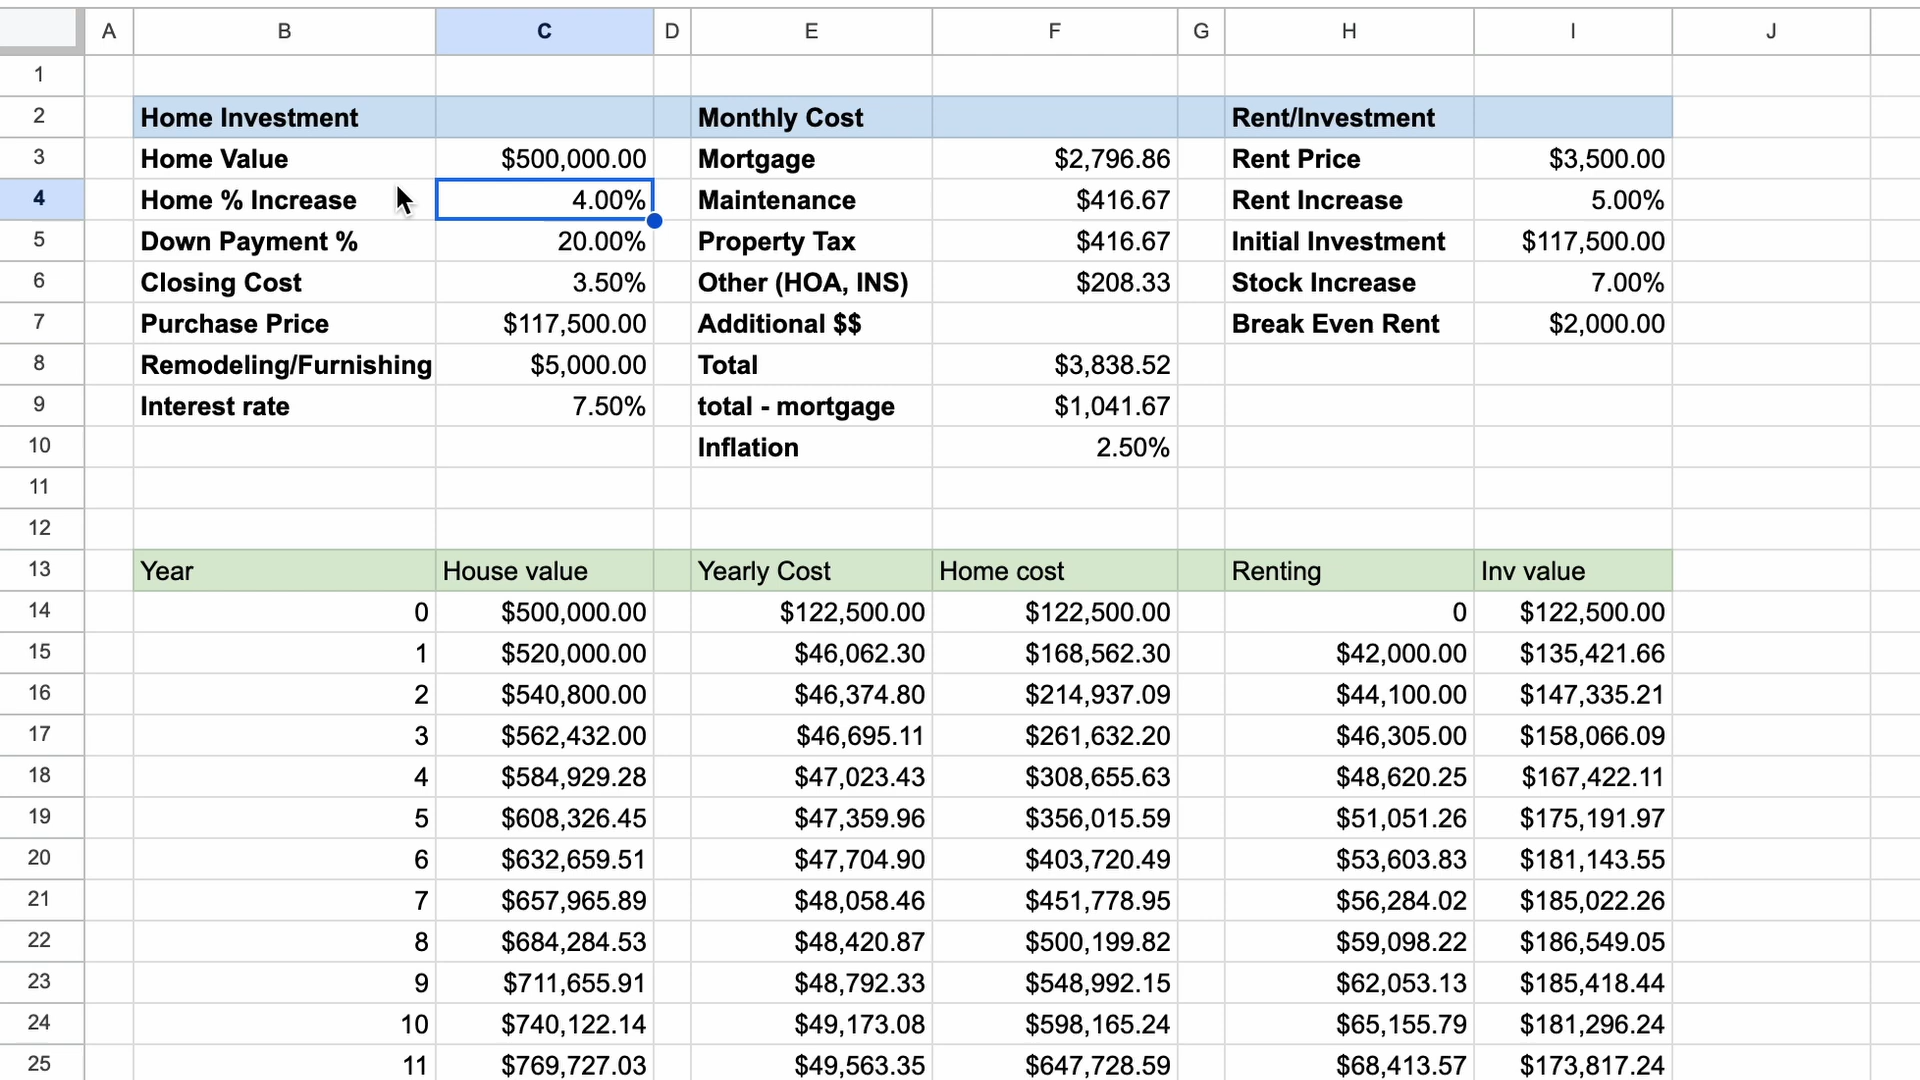 A B C D E F G H I J
1
2 Home Investment Monthly Cost Rent/Investment
3 Home Value $500,000.00 Mortgage $2,796.86 Rent Price $3,500.00
4 Home % Increase 4.00% Maintenance $416.67 Rent Increase 5.00%
5 Down Payment % 20.00% Property Tax $416.67 Initial Investment $117,500.00
6 Closing Cost 3.50% Other (HOA, INS) $208.33 Stock Increase 7.00%
7 Purchase Price $117,500.00 Additional $$ Break Even Rent $2,000.00
8 Remodeling/Furnishing $5,000.00 Total $3,838.52
9 Interest rate 7.50% total - mortgage $1,041.67
10 Inflation 2.50%
11
12
13 Year House value Yearly Cost Home cost Renting Inv value
14 0 $500,000.00 $122,500.00 $122,500.00 0 $122,500.00
15 1 $520,000.00 $46,062.30 $168,562.30 $42,000.00 $135,421.66
16 2 $540,800.00 $46,374.80 $214,937.09 $44,100.00 $147,335.21
17 3 $562,432.00 $46,695.11 $261,632.20 $46,305.00 $158,066.09
18 4 $584,929.28 $47,023.43 $308,655.63 $48,620.25 $167,422.11
19 5 $608,326.45 $47,359.96 $356,015.59 $51,051.26 $175,191.97
20 6 $632,659.51 $47,704.90 $403,720.49 $53,603.83 $181,143.55
21 7 $657,965.89 $48,058.46 $451,778.95 $56,284.02 $185,022.26
22 8 $684,284.53 $48,420.87 $500,199.82 $59,098.22 $186,549.05
23 9 $711,655.91 $48,792.33 $548,992.15 $62,053.13 $185,418.44
24 10 $740,122.14 $49,173.08 $598,165.24 $65,155.79 $181,296.24
25 11 $769,727.03 $49,563.35 $647,728.59 $68,413.57 $173,817.24